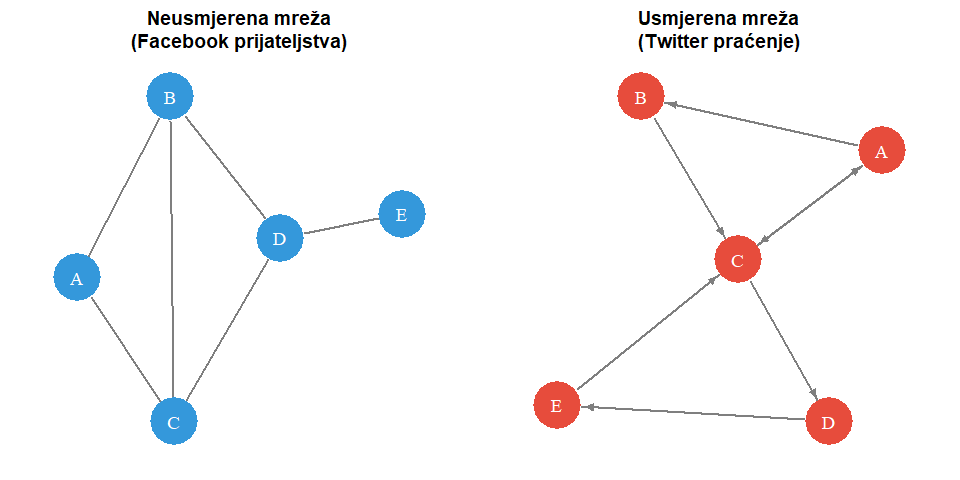 Neusmjerena mreža
(Facebook prijateljstva)
B
E
D
A
C
Usmjerena mreža
(Twitter praćenje)
B
A
C
E
D